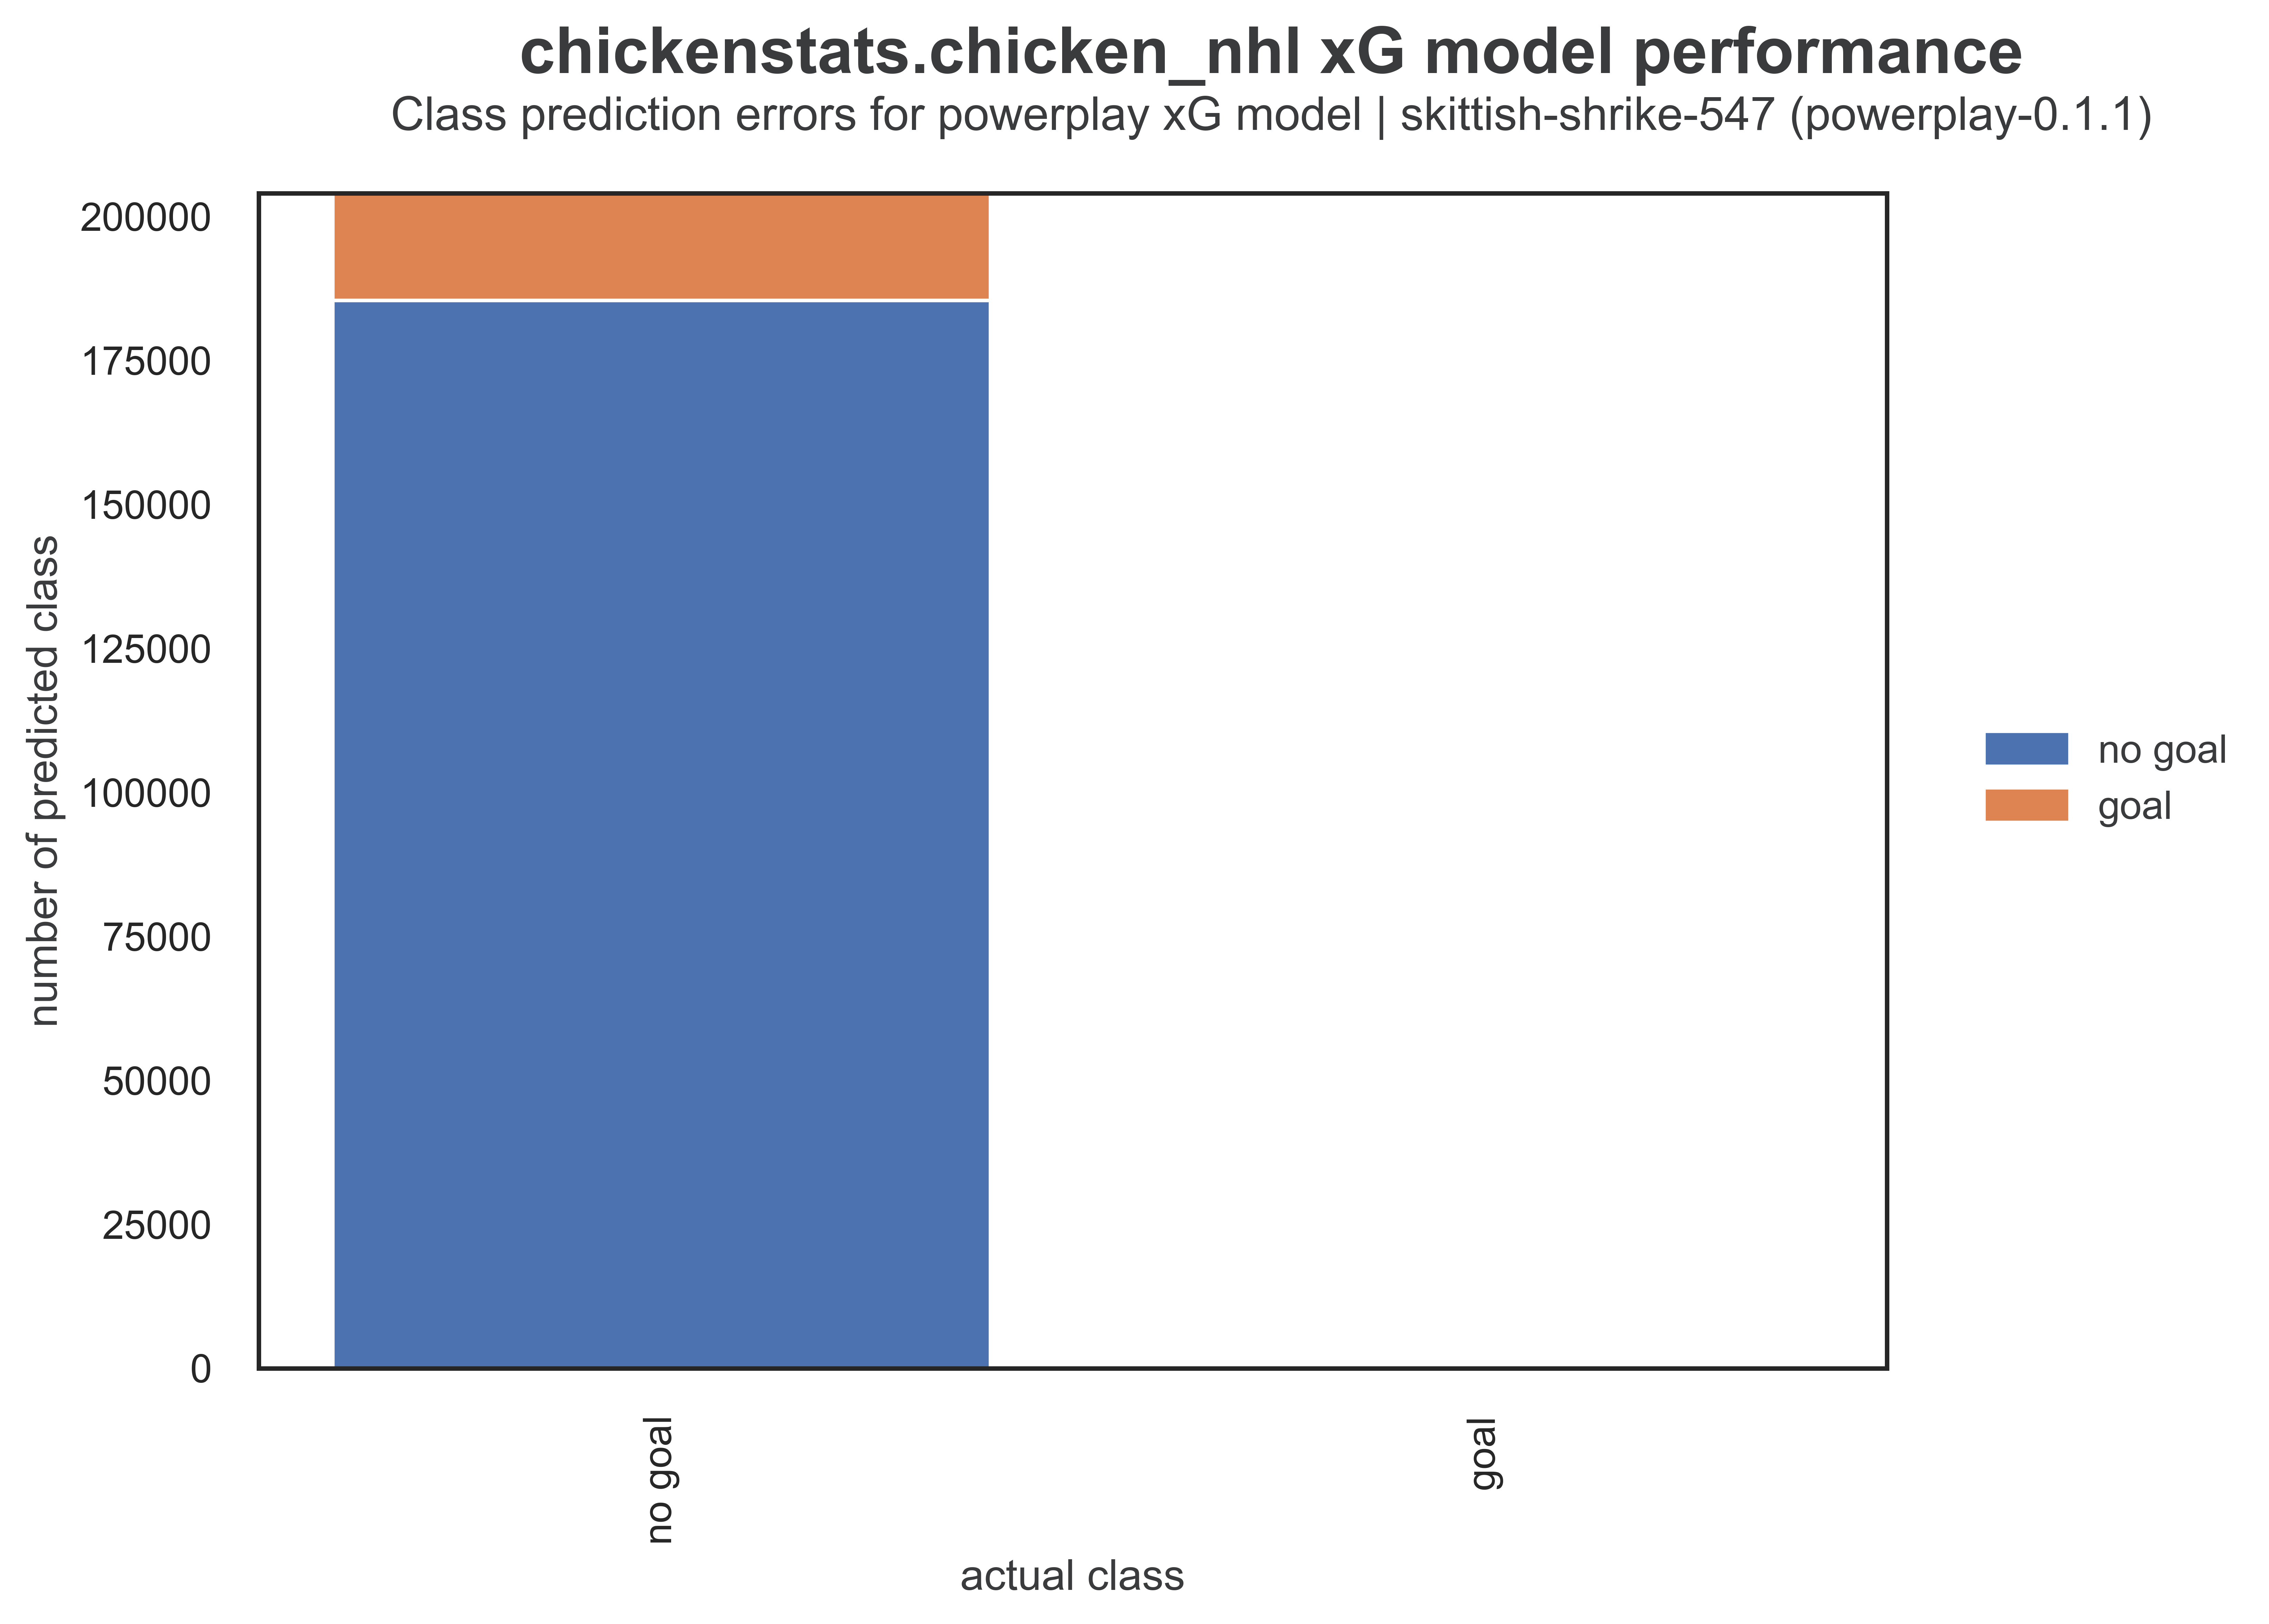 chickenstats.chicken_nhl xG model performance
Class prediction errors for powerplay xG model | skittish-shrike-547 (powerplay-0.1.1)
200000
175000
150000
125000
100000
75000
50000
25000
0
number of predicted class
no goal
goal
actual class
no goal
goal